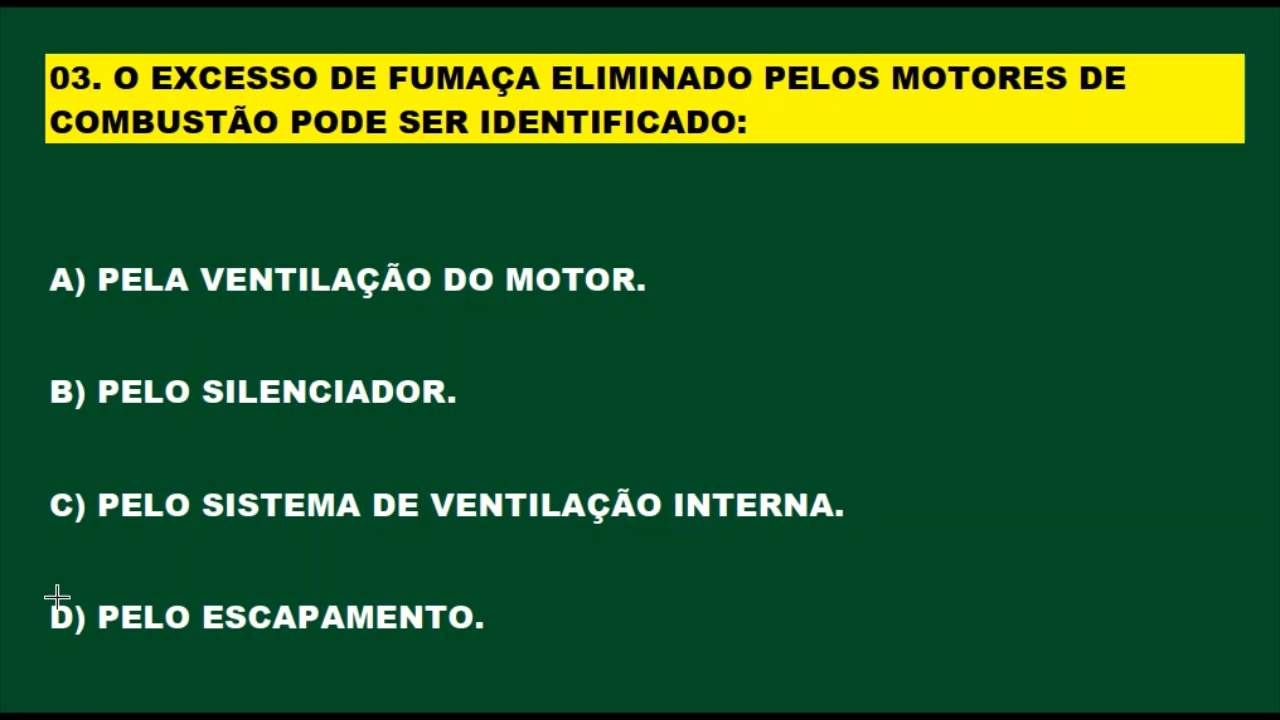 03. O EXCESSO DE FUMAÇA ELIMINADO PELOS MOTORES DE
COMBUSTÃO PODE SER IDENTIFICADO:
A) PELA VENTILAÇÃO DO MOTOR.
B) PELO SILENCIADOR.
C) PELO SISTEMA DE VENTILAÇÃO INTERNA.
D) PELO ESCAPAMENTO.